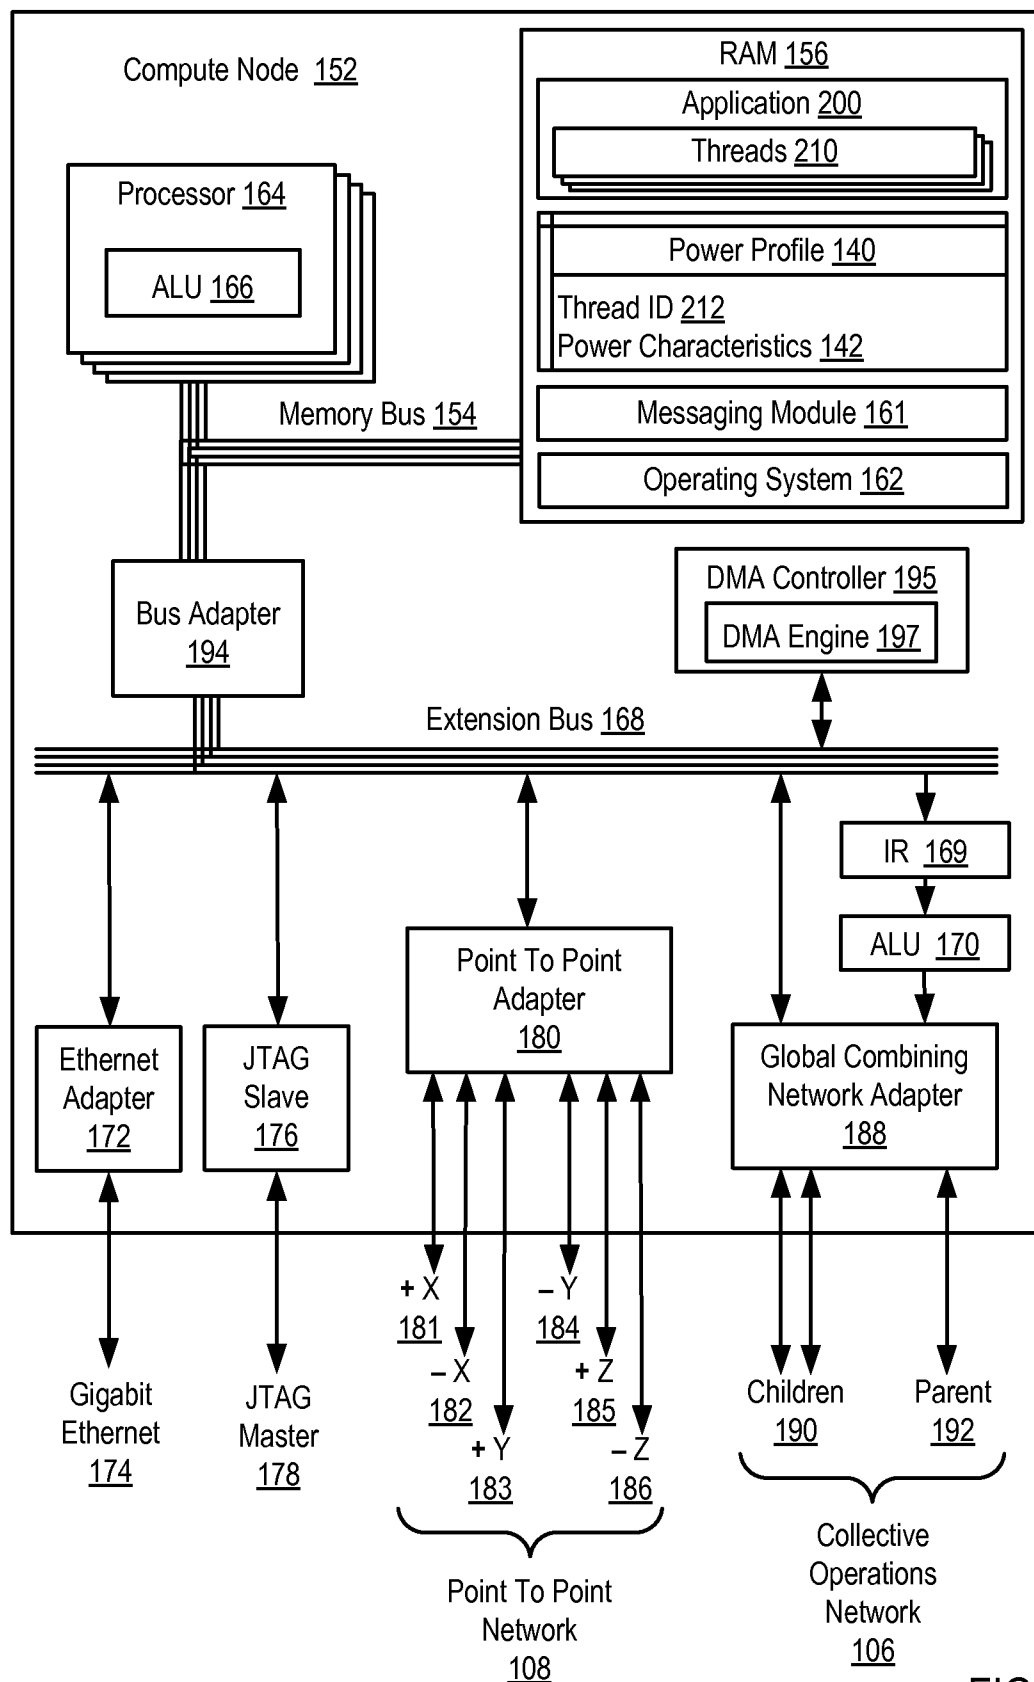 Compute Node 152
RAM 156
Application 200
Threads 210
Processor 164
ALU 166
Power Profile 140
Thread ID 212
Power Characteristics 142
Memory Bus 154
Messaging Module 161
Operating System 162
Bus Adapter
194
DMA Controller 195
DMA Engine 197
Extension Bus 168
IR 169
ALU 170
Point To Point
Adapter
180
Ethernet
Adapter
172
JTAG
Slave
176
Global Combining
Network Adapter
188
+ X
181
– X
182
+ Y
183
– Y
184
+ Z
185
– Z
186
Gigabit
Ethernet
174
JTAG
Master
178
Children
190
Parent
192
Point To Point
Network
108
Collective
Operations
Network
106